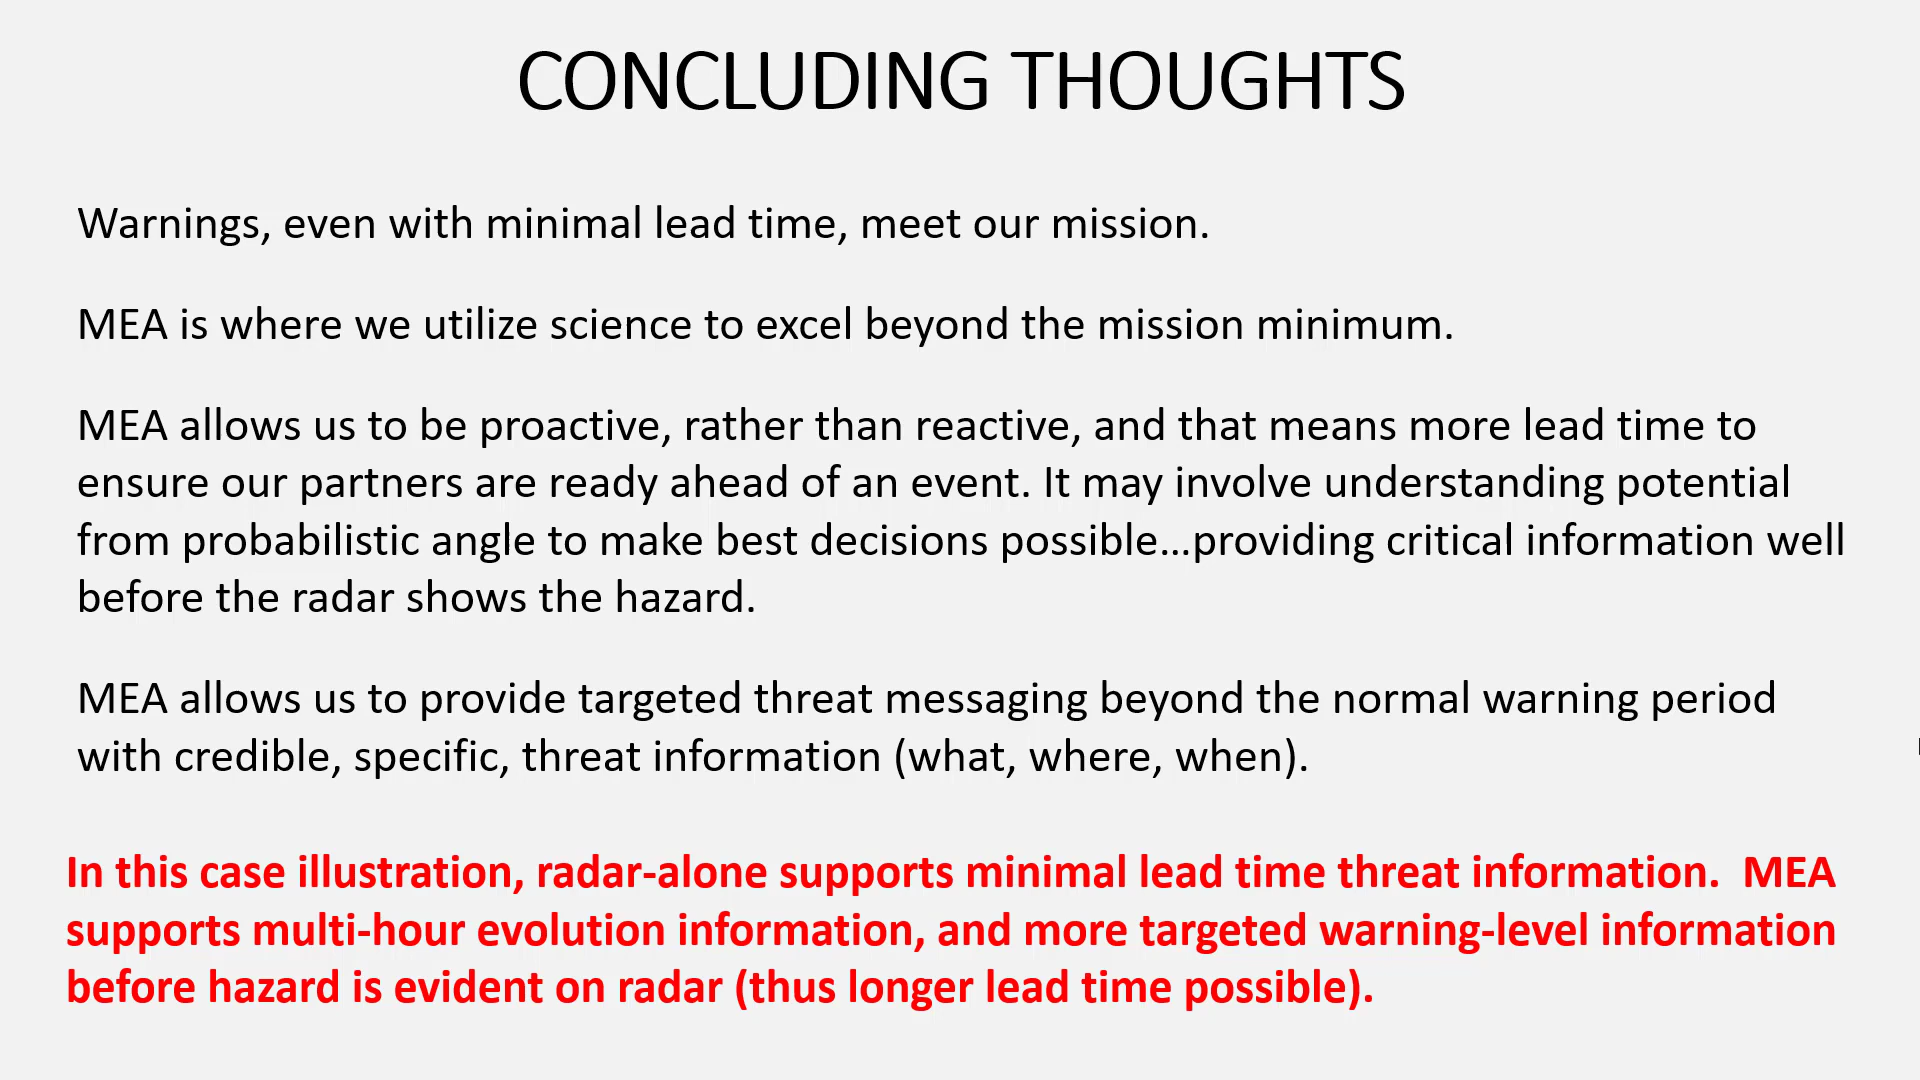 CONCLUDING THOUGHTS
Warnings, even with minimal lead time, meet our mission.
MEA is where we utilize science to excel beyond the mission minimum.
MEA allows us to be proactive, rather than reactive, and that means more lead time to
ensure our partners are ready ahead of an event. It may involve understanding potential
from probabilistic angle to make best decisions possible...providing critical information well
before the radar shows the hazard.
MEA allows us to provide targeted threat messaging beyond the normal warning period
with credible, specific, threat information (what, where, when).
In this case illustration, radar-alone supports minimal lead time threat information.  MEA
supports multi-hour evolution information, and more targeted warning-level information
before hazard is evident on radar (thus longer lead time possible).